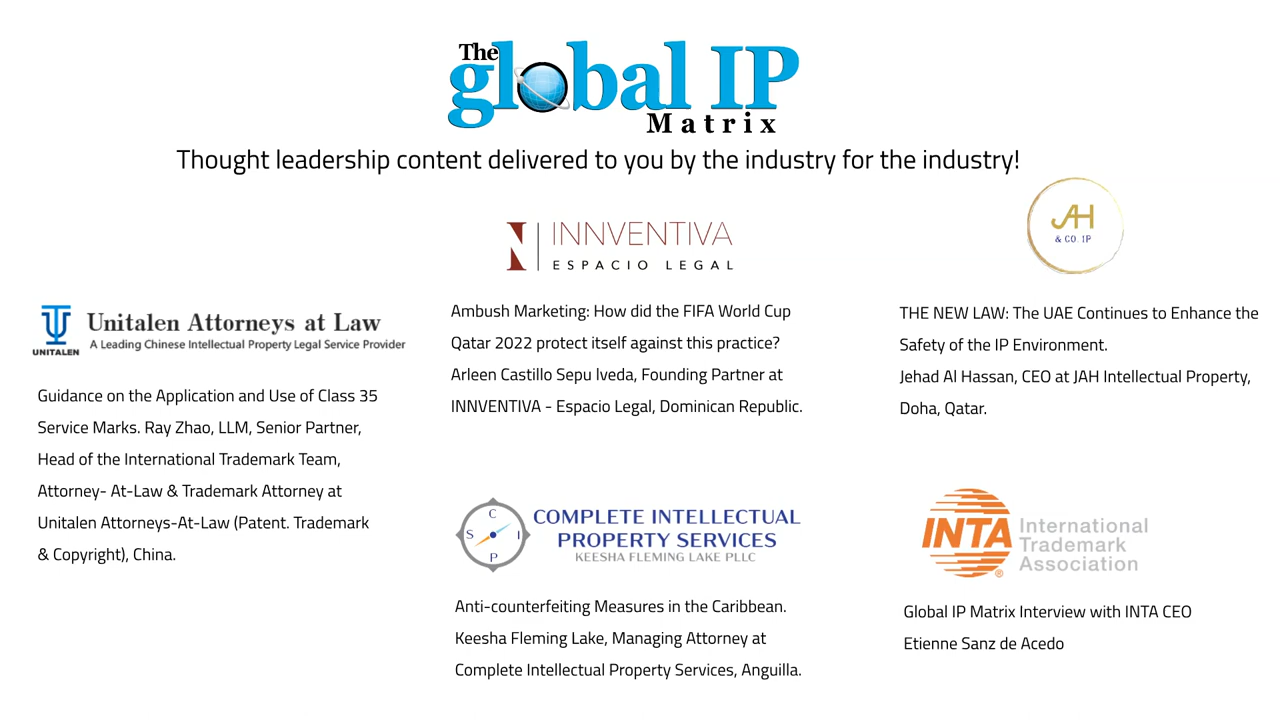 The
global IP
Matrix
Thought leadership content delivered to you by the industry for the industry!
UNITALEN
Unitalen Attorneys at Law
A Leading Chinese Intellectual Property Legal Service Provider
Guidance on the Application and Use of Class 35
Service Marks. Ray Zhao, LLM, Senior Partner,
Head of the International Trademark Team,
Attorney- At-Law & Trademark Attorney at
Unitalen Attorneys-At-Law (Patent. Trademark
& Copyright), China.
N INNVENTIVA
ESPACIO LEGAL
Ambush Marketing: How did the FIFA World Cup
Qatar 2022 protect itself against this practice?
Arleen Castillo Sepu lveda, Founding Partner at
INNVENTIVA - Espacio Legal, Dominican Republic.
C
S I
P
COMPLETE INTELLECTUAL
PROPERTY SERVICES
KEESHA FLEMING LAKE PLLC
Anti-counterfeiting Measures in the Caribbean.
Keesha Fleming Lake, Managing Attorney at
Complete Intellectual Property Services, Anguilla.
JAH
& CO. IP
THE NEW LAW: The UAE Continues to Enhance the
Safety of the IP Environment.
Jehad Al Hassan, CEO at JAH Intellectual Property,
Doha, Qatar.
INTA®
International
Trademark
Association
Global IP Matrix Interview with INTA CEO
Etienne Sanz de Acedo